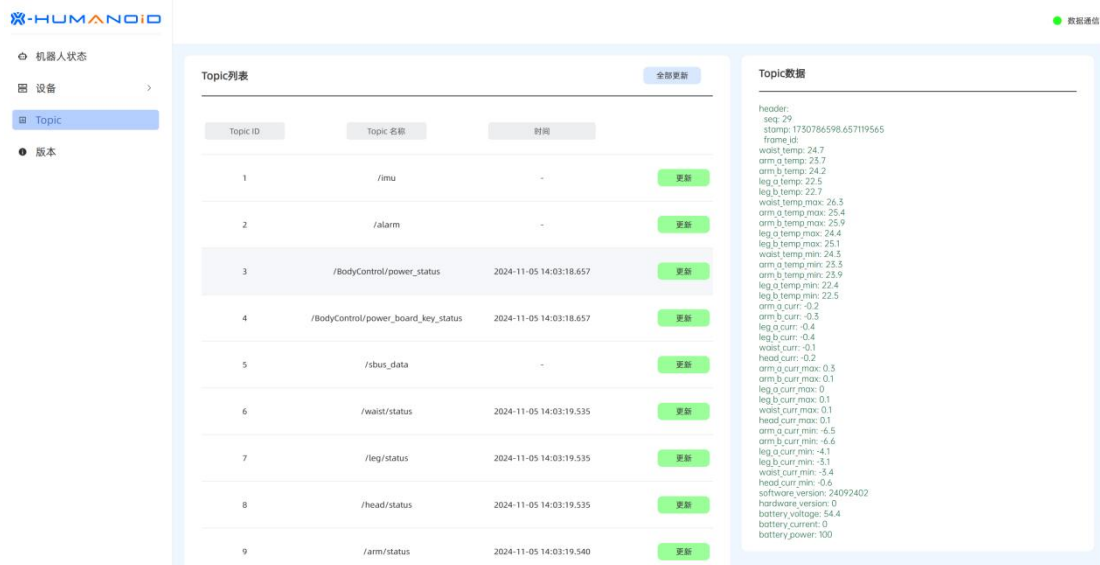 X-HUMANOID
数据通信
机器人状态
设备
Topic
版本
Topic列表
全部更新
Topic ID
Topic 名称
时间
1
/imu
-
更新
2
/alarm
-
更新
3
/BodyControl/power_status
2024-11-05 14:03:18.657
更新
4
/BodyControl/power_board_key_status
2024-11-05 14:03:18.657
更新
5
/sbus_data
-
更新
6
/waist/status
2024-11-05 14:03:19.535
更新
7
/leg/status
2024-11-05 14:03:19.535
更新
8
/head/status
2024-11-05 14:03:19.535
更新
9
/arm/status
2024-11-05 14:03:19.540
更新
Topic数据
header:
seq: 29
stamp: 1730786598.657119565
frame_id:
waist_temp: 24.7
arm_a_temp: 23.7
arm_b_temp: 24.2
leg_a_temp: 22.5
leg_b_temp: 22.7
waist_temp_max: 26.3
arm_a_temp_max: 25.4
arm_b_temp_max: 25.9
leg_a_temp_max: 24.4
leg_b_temp_max: 25.1
waist_temp_min: 24.3
arm_a_temp_min: 23.3
arm_b_temp_min: 23.9
leg_a_temp_min: 22.4
leg_b_temp_min: 22.5
arm_a_curr: -0.2
arm_b_curr: -0.3
leg_a_curr: -0.4
leg_b_curr: -0.4
waist_curr: -0.1
head_curr: -0.2
arm_a_curr_max: 0.3
arm_b_curr_max: 0.1
leg_a_curr_max: 0
leg_b_curr_max: 0.1
waist_curr_max: 0.1
head_curr_max: 0.1
arm_a_curr_min: -6.5
arm_b_curr_min: -6.6
leg_a_curr_min: -4.1
leg_b_curr_min: -3.1
waist_curr_min: -3.4
head_curr_min: -0.6
software_version: 24092402
hardware_version: 0
battery_voltage: 54.4
battery_current: 0
battery_power: 100